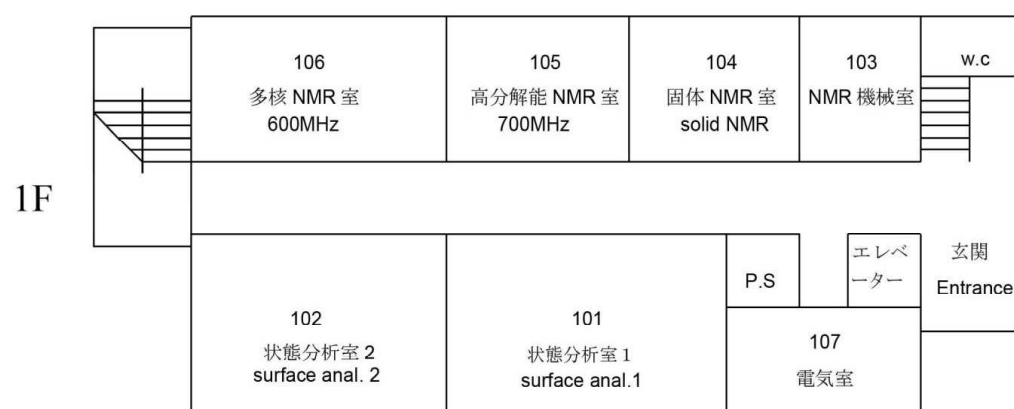 106
多核 NMR 室
600MHz
105
高分解能 NMR 室
700MHz
104
固体 NMR 室
solid NMR
103
NMR 機械室
w.c
1F
102
状態分析室 2
surface anal. 2
101
状態分析室 1
surface anal.1
P.S
エレベ
ーター
玄関
Entrance
107
電気室